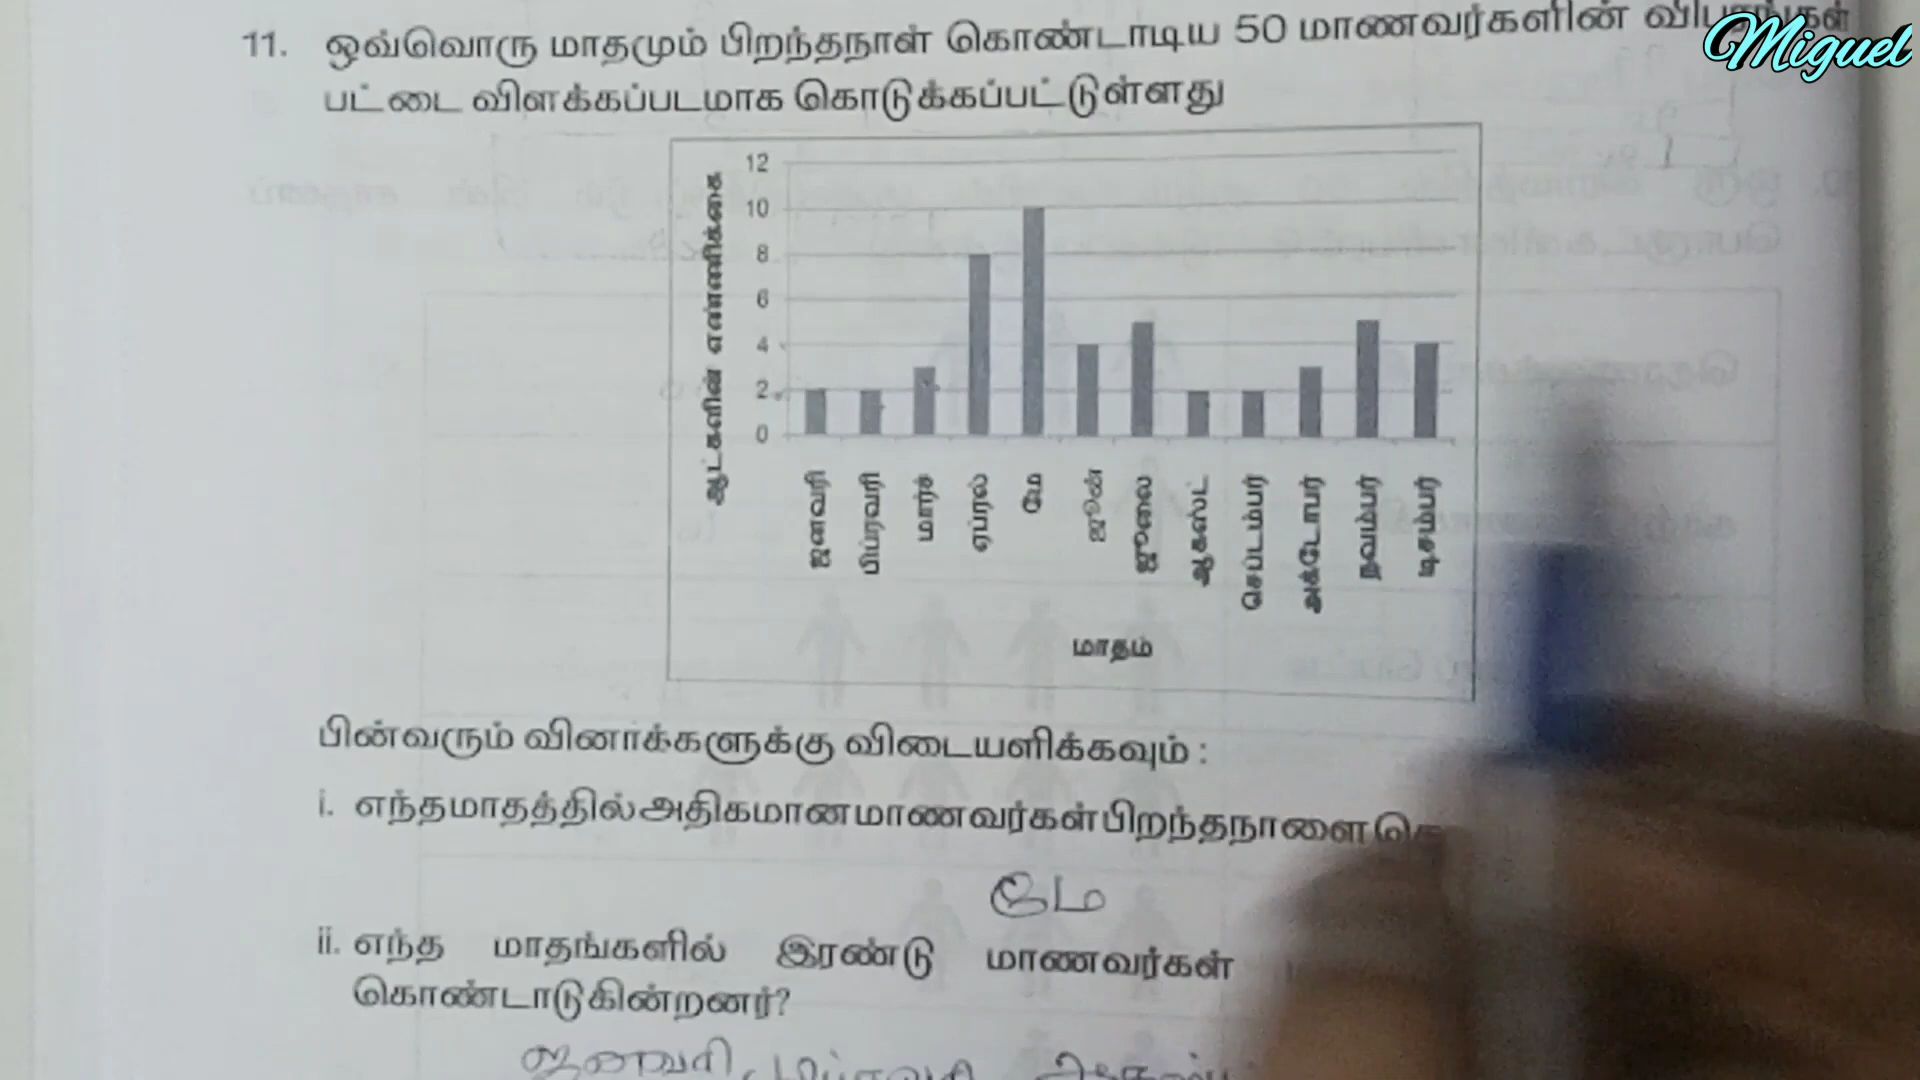 Miguel
11. ஒவ்வொரு மாதமும் பிறந்தநாள் கொண்டாடிய 50 மாணவர்களின்
பட்டை விளக்கப்படமாக கொடுக்கப்பட்டுள்ளது
ஆட்களின் எண்ணிக்கை
12
10
8
6
4
2
0
ஜனவரி
பிப்ரவரி
மார்ச்
ஏப்ரல்
மே
ஜூன்
ஜூலை
ஆகஸ்ட்
செப்டம்பர்
அக்டோபர்
நவம்பர்
டிசம்பர்
மாதம்
பின்வரும் வினாக்களுக்கு விடையளிக்கவும் :
i. எந்தமாதத்தில் அதிகமான மாணவர்கள் பிறந்தநாளை
மே
ii. எந்த மாதங்களில் இரண்டு மாணவர்கள்
கொண்டாடுகின்றனர்?
ஜனவரி